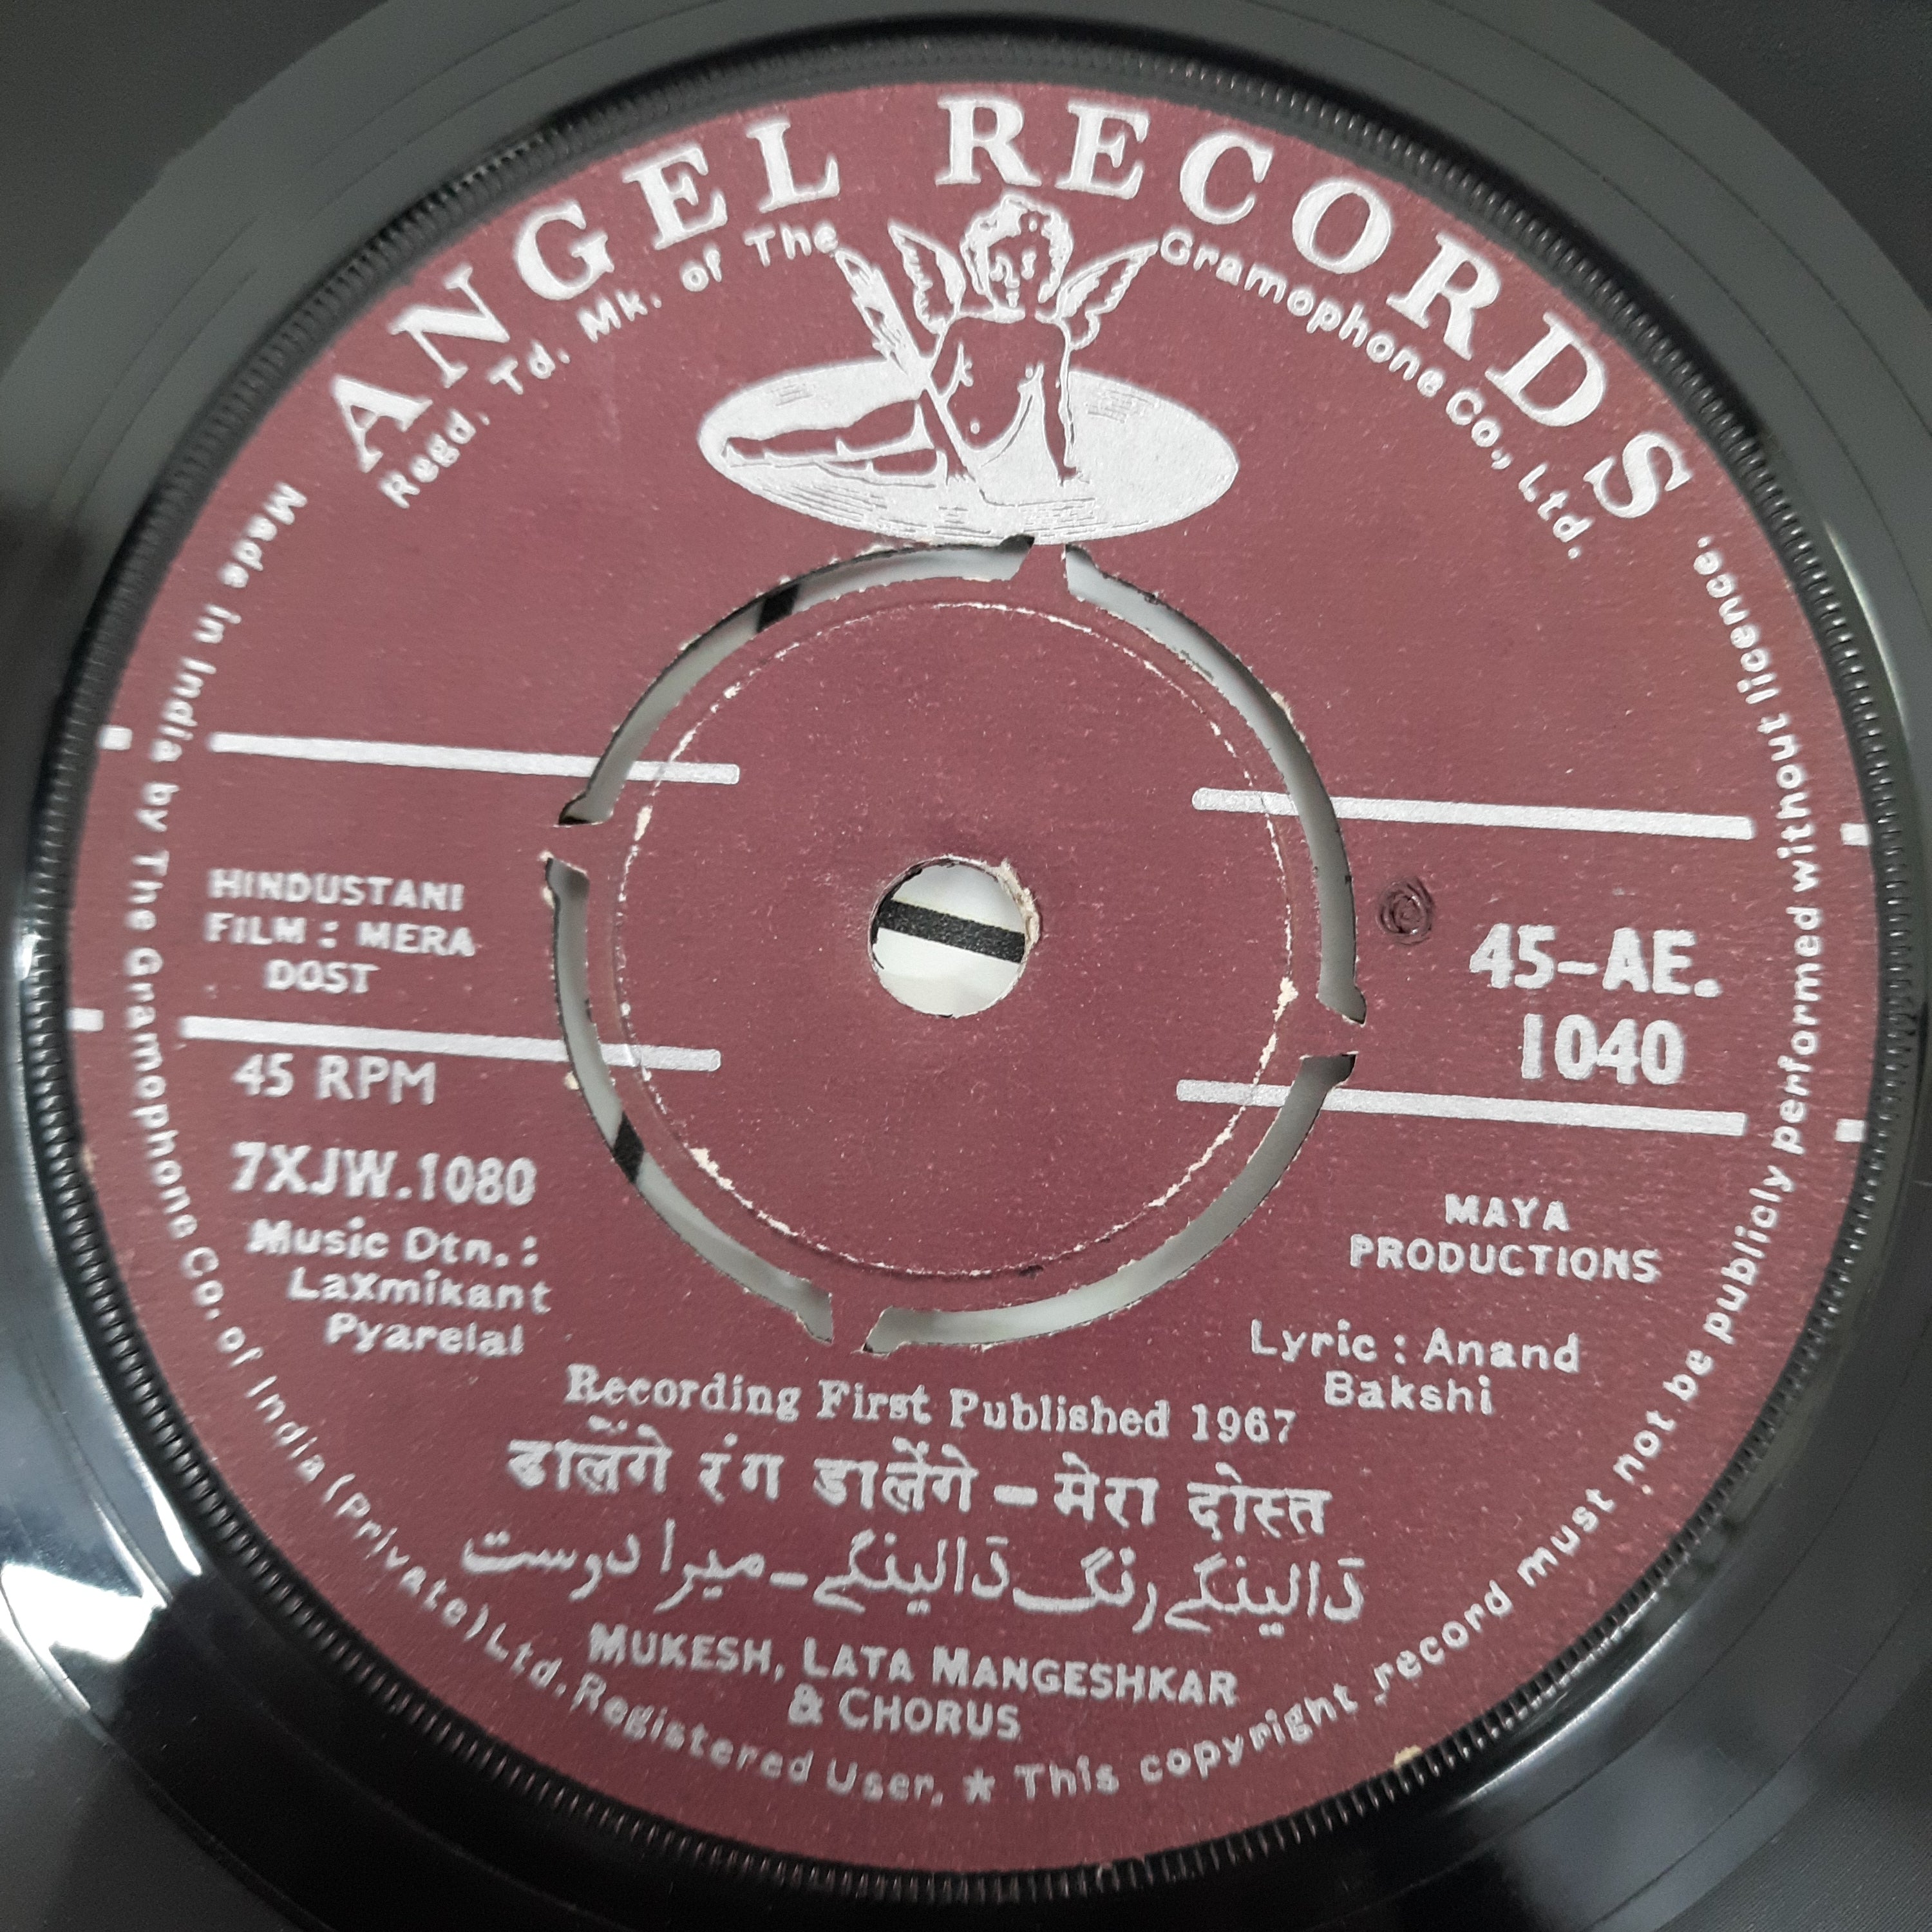 ANGEL RECORDS
Regd. Td. Mk. of The Gramophone Co., Ltd.
HINDUSTANI
FILM : MERA
DOST
45-AE.
1040
45 RPM
7XJW.1080
Music Dtn. :
Laxmikant
Pyarelal
MAYA
PRODUCTIONS
Lyric : Anand
Bakshi
Recording First Published 1967
डालेंगे रंग डालेंगे - मेरा दोस्त
ڈالینگے رنگ ڈالینگے - میرا دوست
MUKESH, LATA MANGESHKAR
& CHORUS
Made in India by The Gramophone Co. of India (Private) Ltd. Registered User. * This copyright record must not be publicly performed without licence.